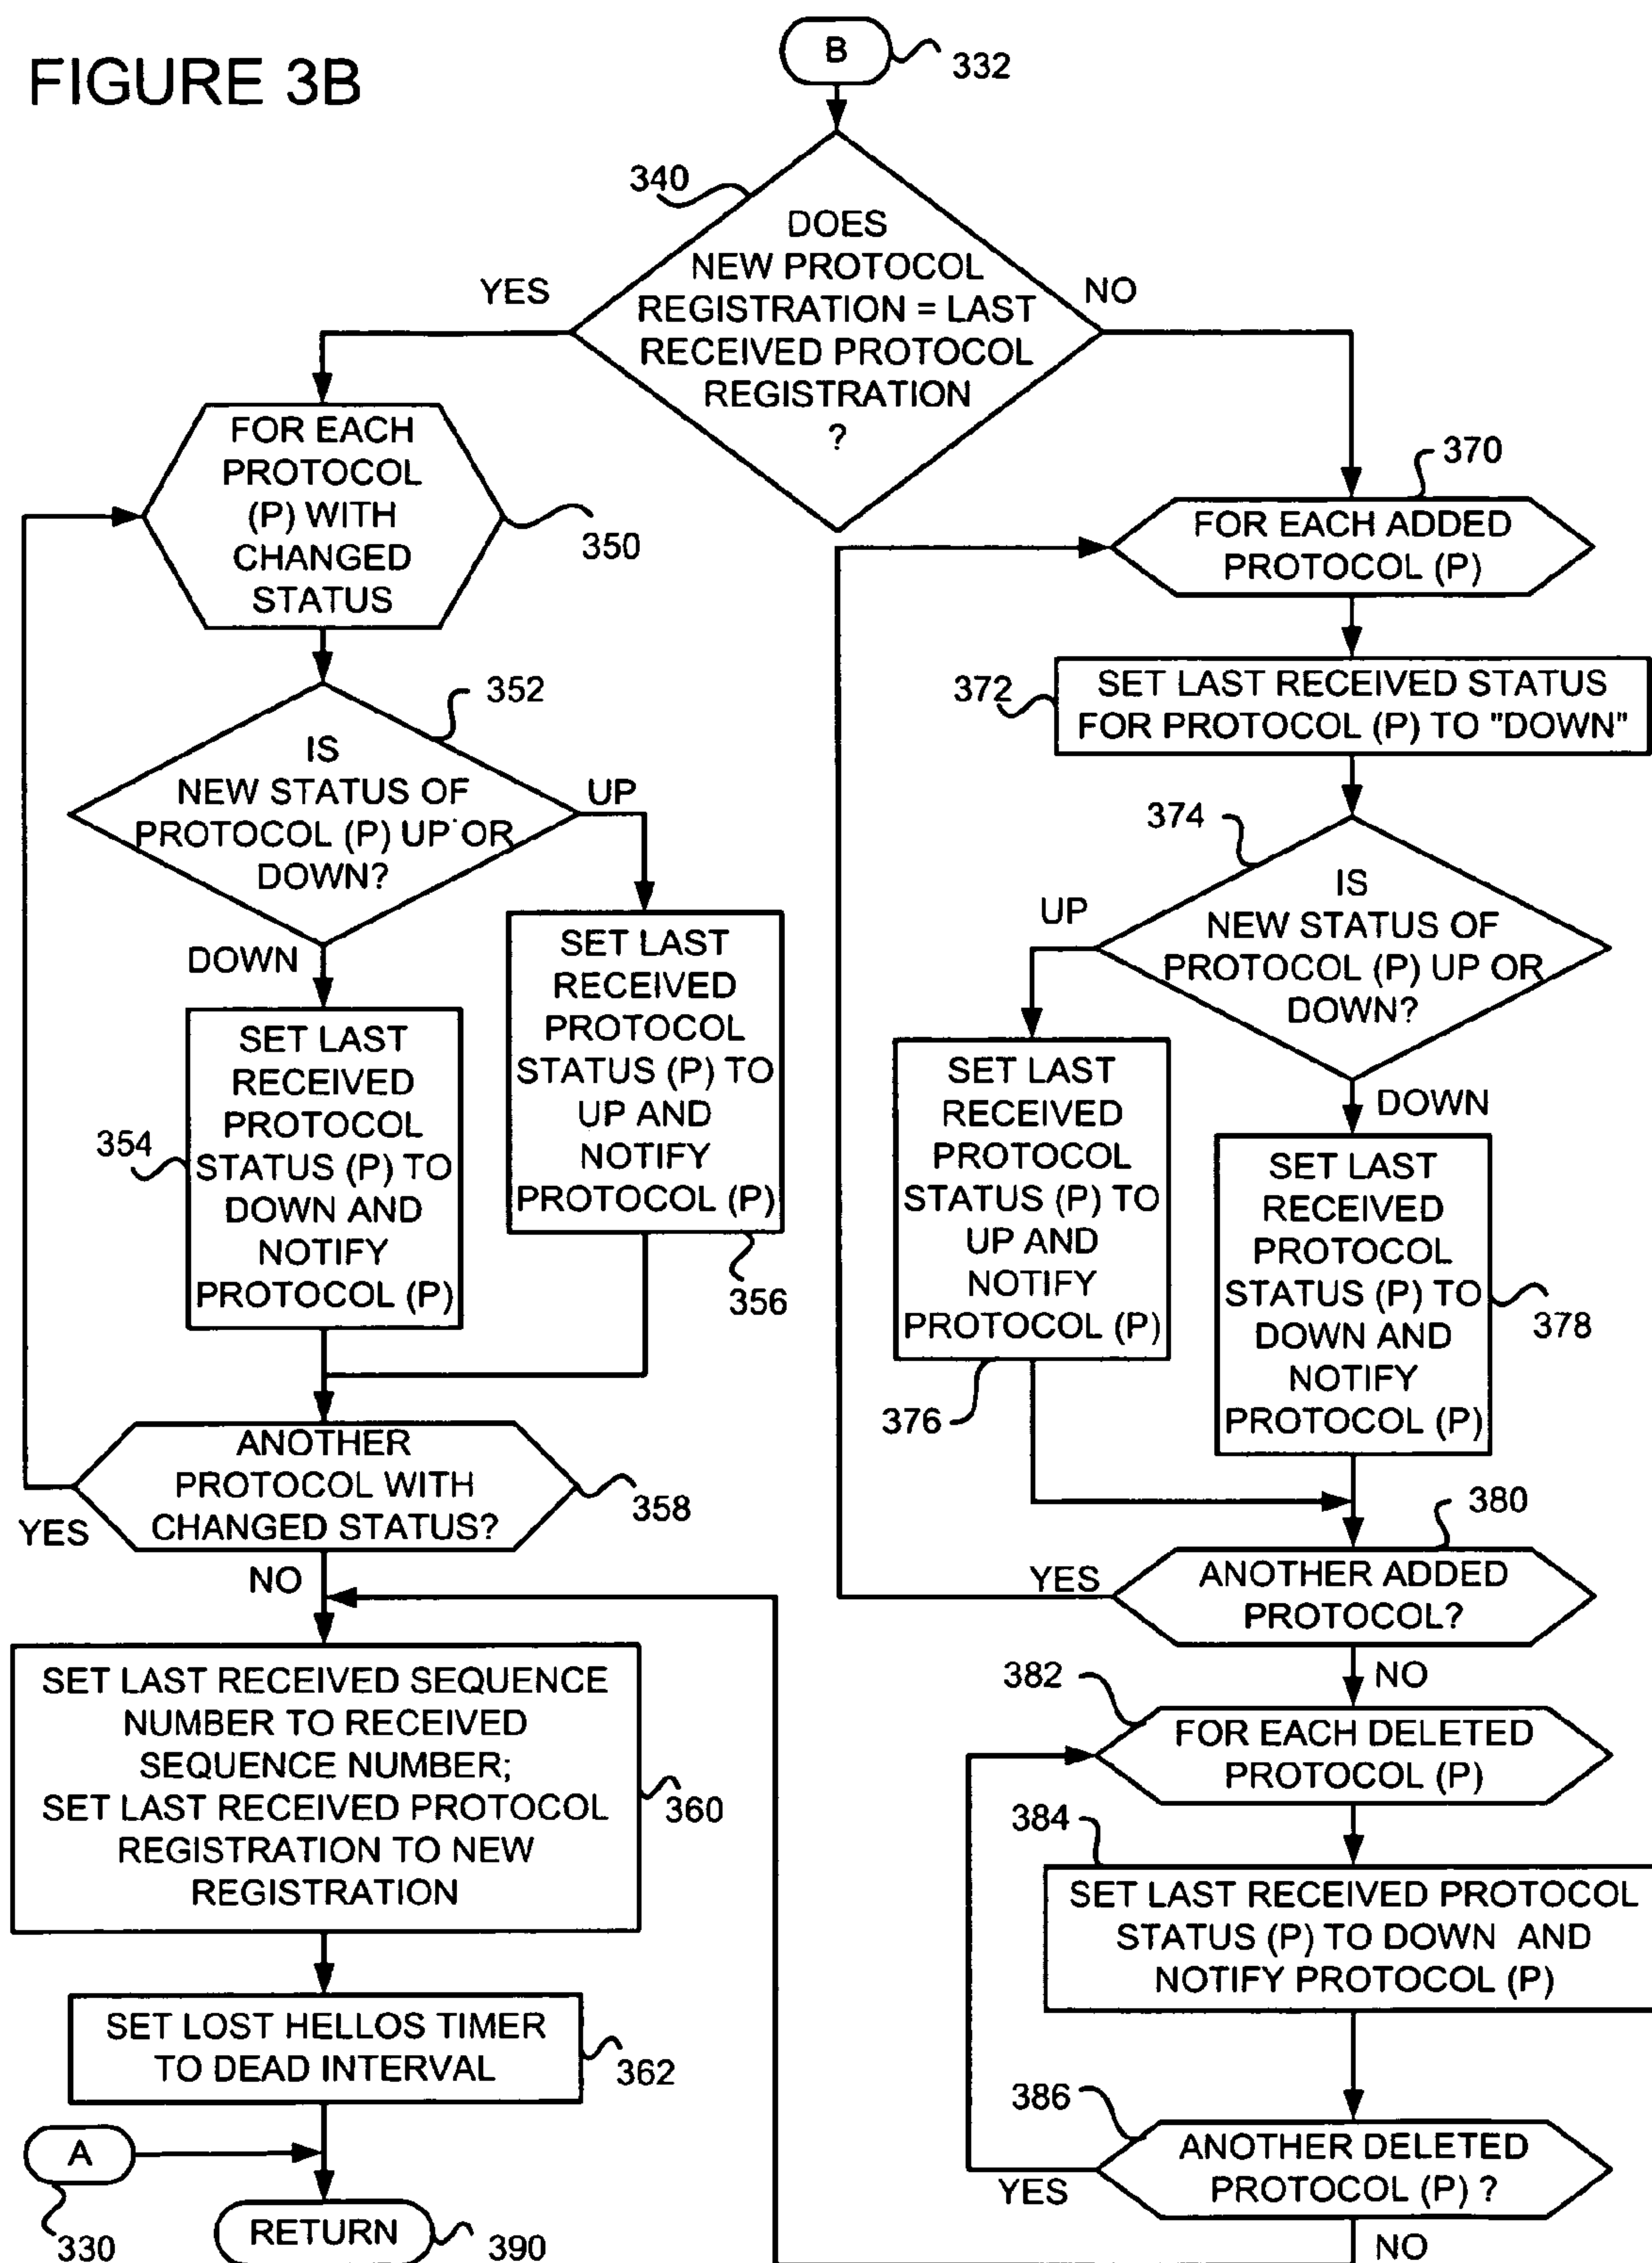 FIGURE 3B
B
332
340
DOES
NEW PROTOCOL
REGISTRATION = LAST
RECEIVED PROTOCOL
REGISTRATION
?
YES
NO
FOR EACH
PROTOCOL
(P) WITH
CHANGED
STATUS
350
352
IS
NEW STATUS OF
PROTOCOL (P) UP OR
DOWN?
UP
DOWN
SET LAST
RECEIVED
PROTOCOL
STATUS (P) TO
DOWN AND
NOTIFY
PROTOCOL (P)
354
SET LAST
RECEIVED
PROTOCOL
STATUS (P) TO
UP AND
NOTIFY
PROTOCOL (P)
356
ANOTHER
PROTOCOL WITH
CHANGED STATUS?
358
YES
NO
SET LAST RECEIVED SEQUENCE
NUMBER TO RECEIVED
SEQUENCE NUMBER;
SET LAST RECEIVED PROTOCOL
REGISTRATION TO NEW
REGISTRATION
360
SET LOST HELLOS TIMER
TO DEAD INTERVAL
362
A
330
RETURN
390
370
FOR EACH ADDED
PROTOCOL (P)
372
SET LAST RECEIVED STATUS
FOR PROTOCOL (P) TO "DOWN"
374
IS
NEW STATUS OF
PROTOCOL (P) UP OR
DOWN?
UP
DOWN
SET LAST
RECEIVED
PROTOCOL
STATUS (P) TO
UP AND
NOTIFY
PROTOCOL (P)
376
SET LAST
RECEIVED
PROTOCOL
STATUS (P) TO
DOWN AND
NOTIFY
PROTOCOL (P)
378
380
ANOTHER ADDED
PROTOCOL?
YES
NO
382
FOR EACH DELETED
PROTOCOL (P)
384
SET LAST RECEIVED PROTOCOL
STATUS (P) TO DOWN AND
NOTIFY PROTOCOL (P)
386
ANOTHER DELETED
PROTOCOL (P) ?
YES
NO